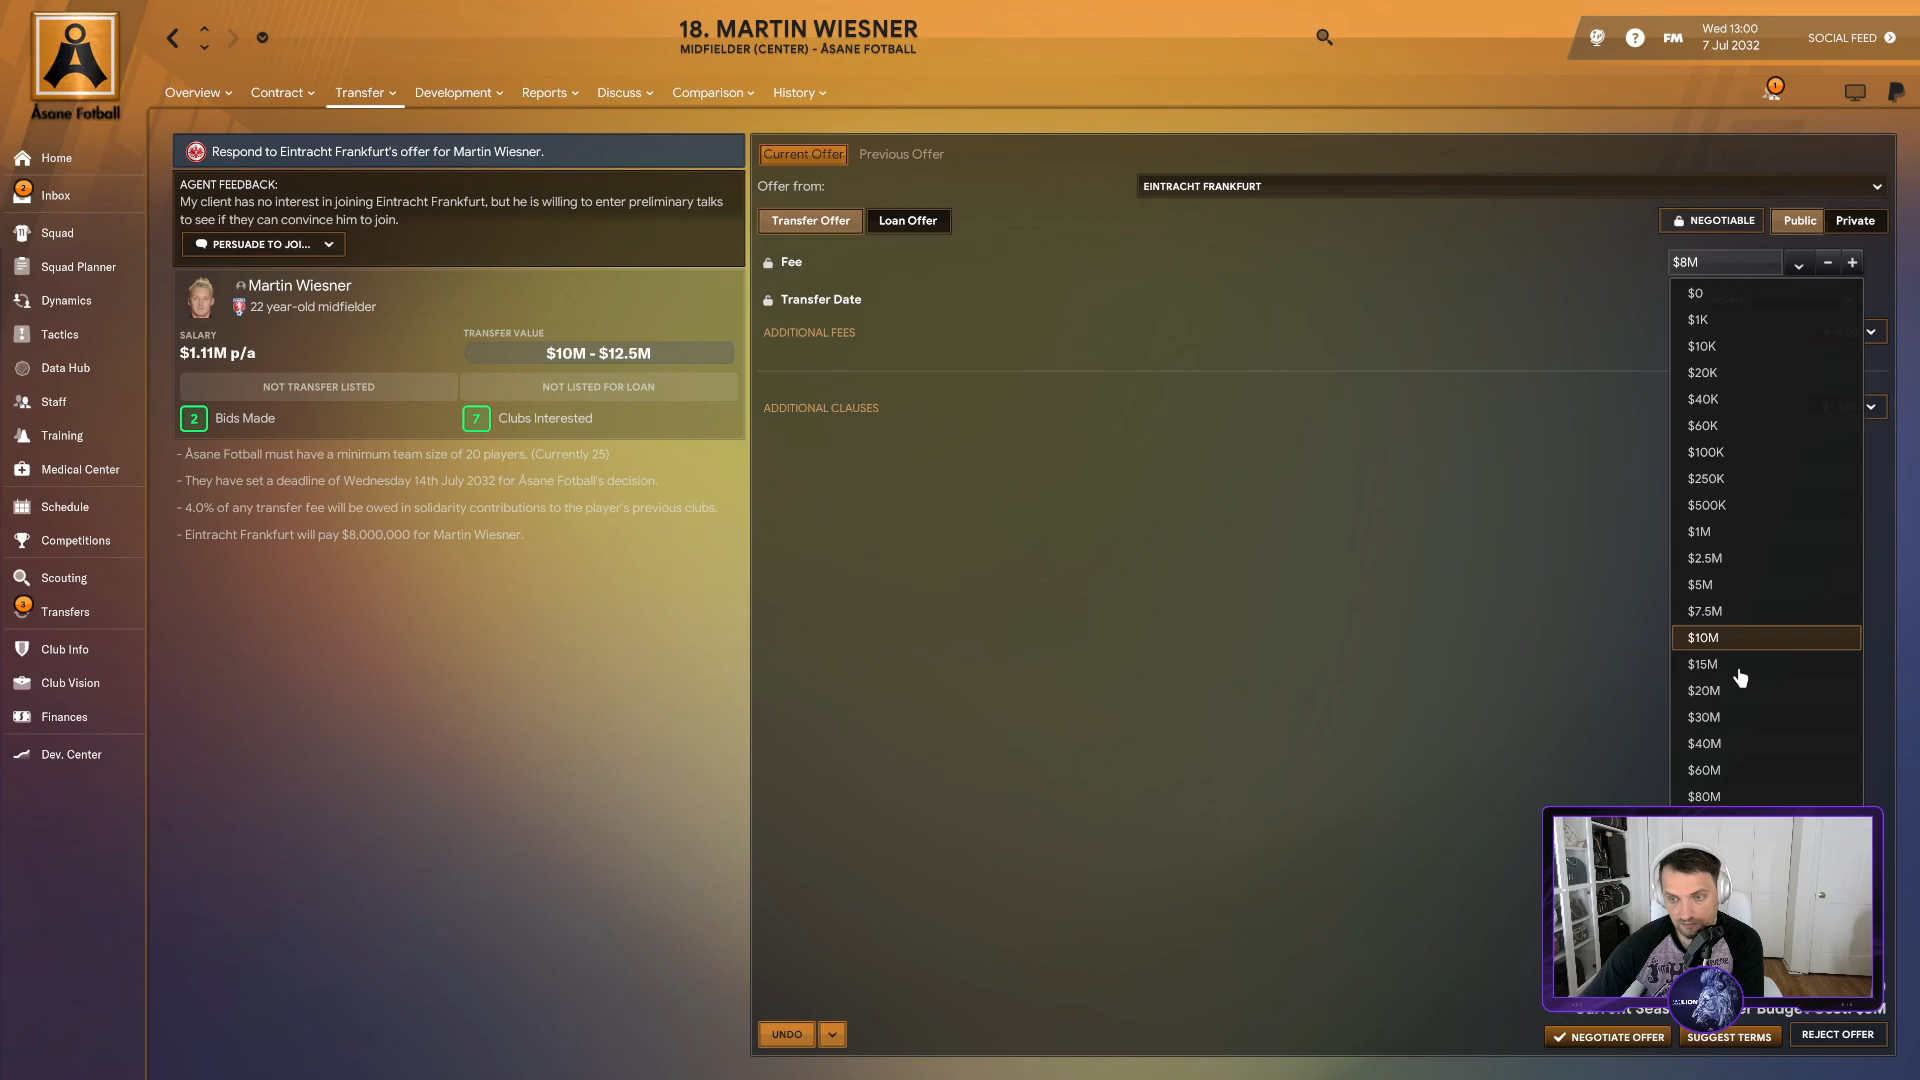 18. MARTIN WIESNER
MIDFIELDER (CENTER) - ÅSANE FOTBALL
FM
Wed 13:00
7 Jul 2032
SOCIAL FEED
Åsane Fotball
Overview
Contract
Transfer
Development
Reports
Discuss
Comparison
History
1
Home
2
Inbox
Squad
Squad Planner
Dynamics
Tactics
Data Hub
Staff
Training
Medical Center
Schedule
Competitions
Scouting
3
Transfers
Club Info
Club Vision
Finances
Dev. Center
Respond to Eintracht Frankfurt's offer for Martin Wiesner.
AGENT FEEDBACK:
My client has no interest in joining Eintracht Frankfurt, but he is willing to enter preliminary talks
to see if they can convince him to join.
PERSUADE TO JOI...
Martin Wiesner
22 year-old midfielder
SALARY
$1.11M p/a
TRANSFER VALUE
$10M - $12.5M
NOT TRANSFER LISTED
NOT LISTED FOR LOAN
2 Bids Made
7 Clubs Interested
- Åsane Fotball must have a minimum team size of 20 players. (Currently 25)
- They have set a deadline of Wednesday 14th July 2032 for Åsane Fotball's decision.
- 4.0% of any transfer fee will be owed in solidarity contributions to the player's previous clubs.
- Eintracht Frankfurt will pay $8,000,000 for Martin Wiesner.
Current Offer
Previous Offer
Offer from:
EINTRACHT FRANKFURT
Transfer Offer
Loan Offer
NEGOTIABLE
Public
Private
Fee
$8M
Transfer Date
ADDITIONAL FEES
ADDITIONAL CLAUSES
$0
$1K
$10K
$20K
$40K
$60K
$100K
$250K
$500K
$1M
$2.5M
$5M
$7.5M
$10M
$15M
$20M
$30M
$40M
$60M
$80M
UNDO
NEGOTIATE OFFER
SUGGEST TERMS
REJECT OFFER